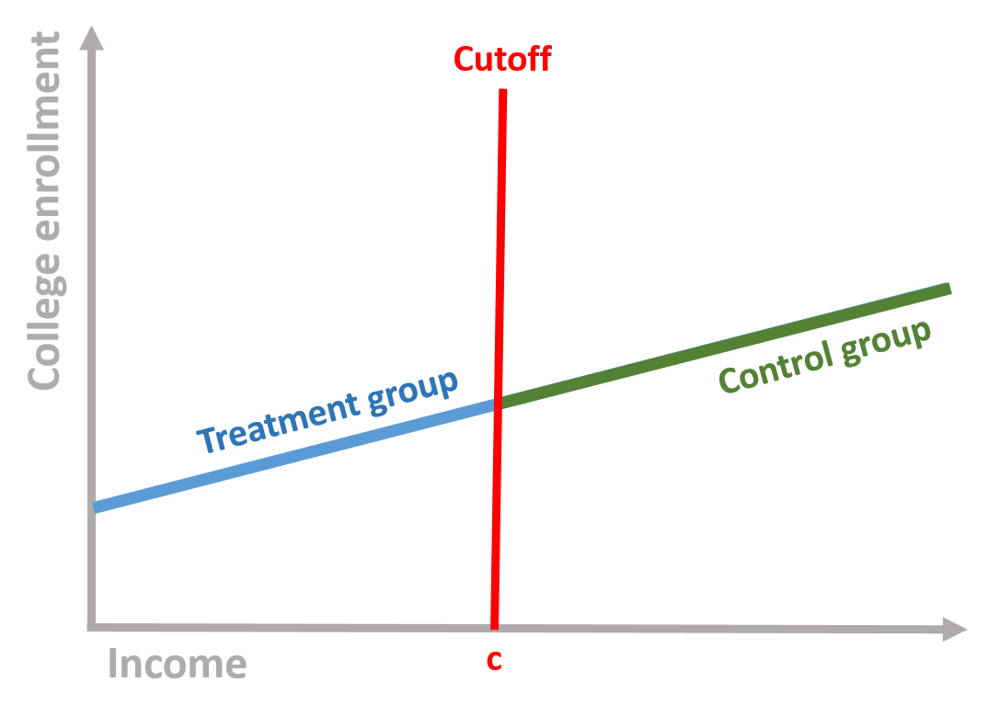 Cutoff
College enrollment
Treatment group
Control group
Income
c